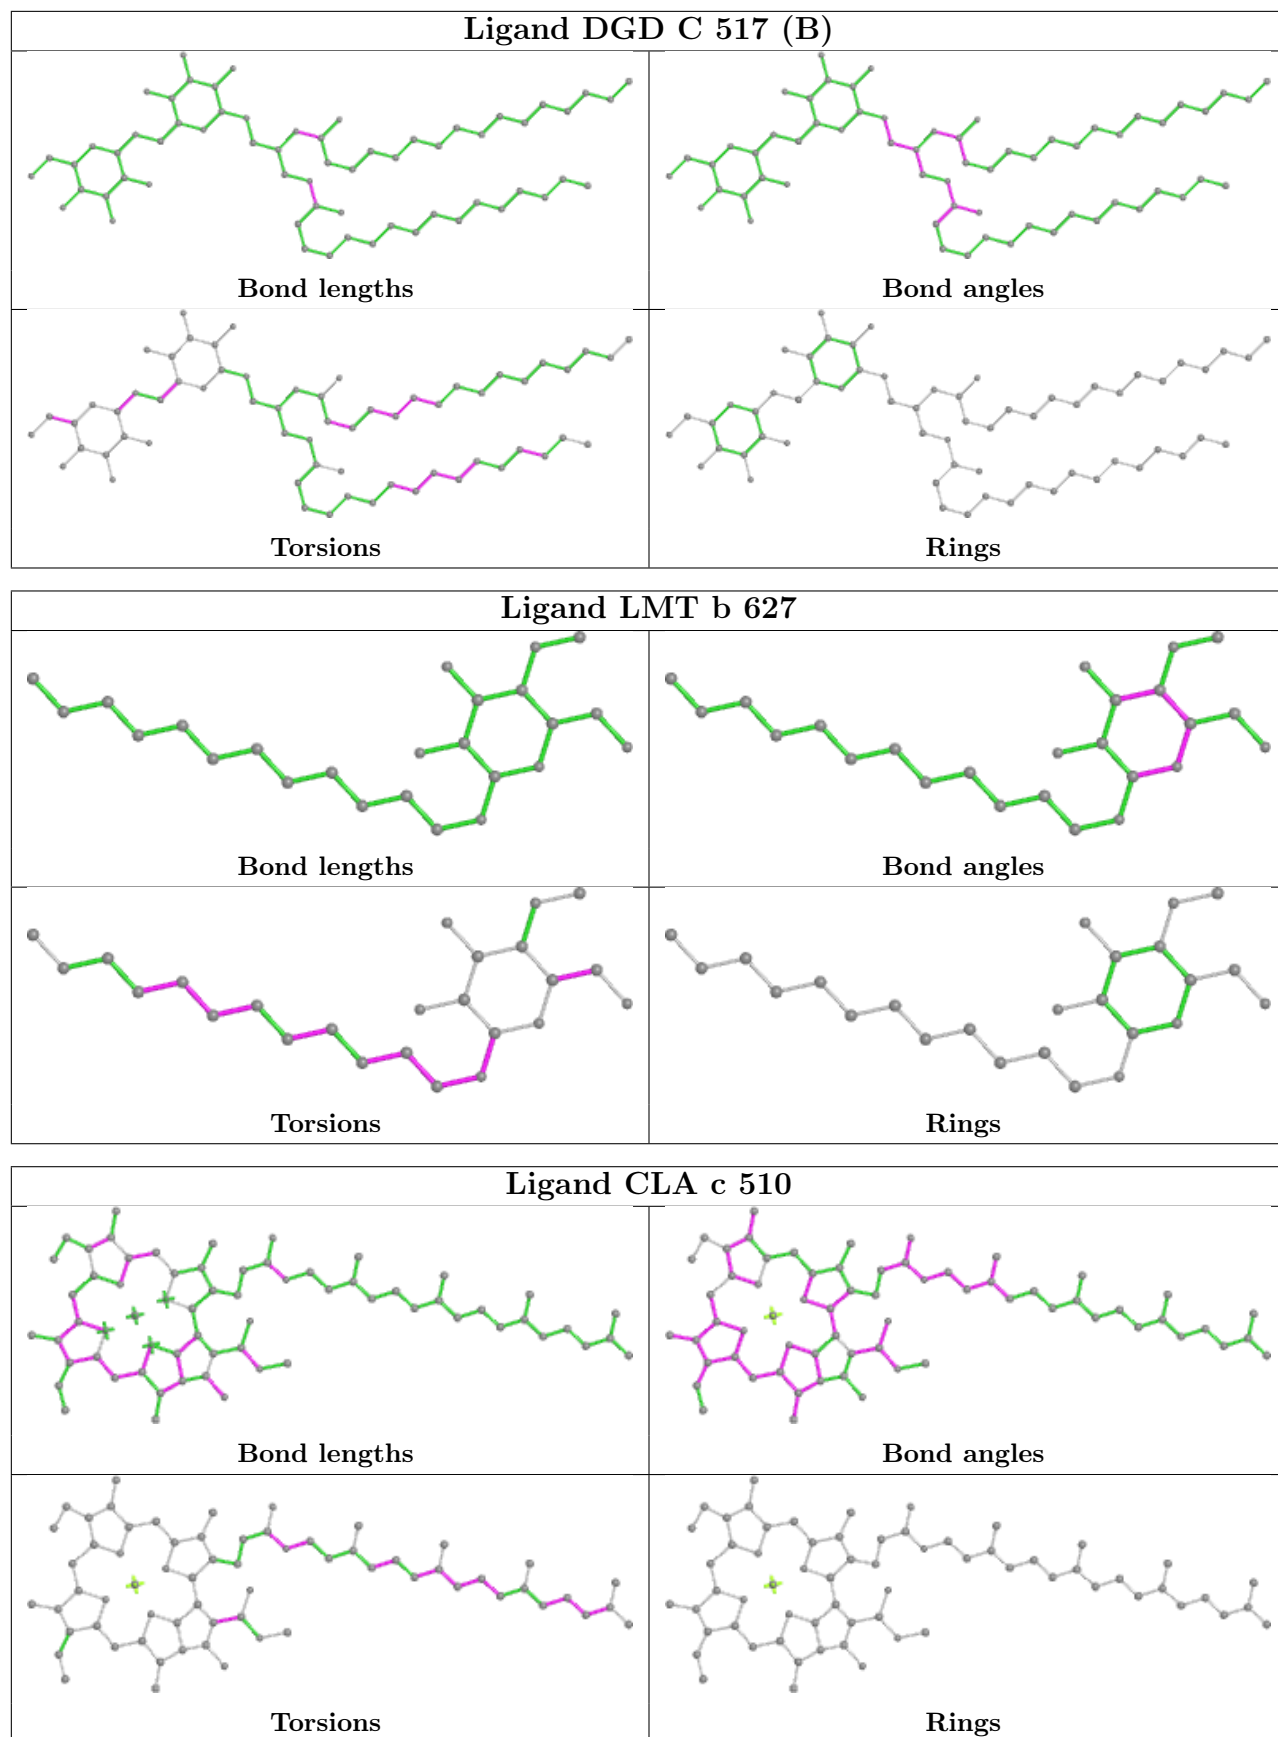 Ligand DGD C 517 (B)
Bond lengths
Bond angles
Torsions
Rings
Ligand LMT b 627
Bond lengths
Bond angles
Torsions
Rings
Ligand CLA c 510
Bond lengths
Bond angles
Torsions
Rings